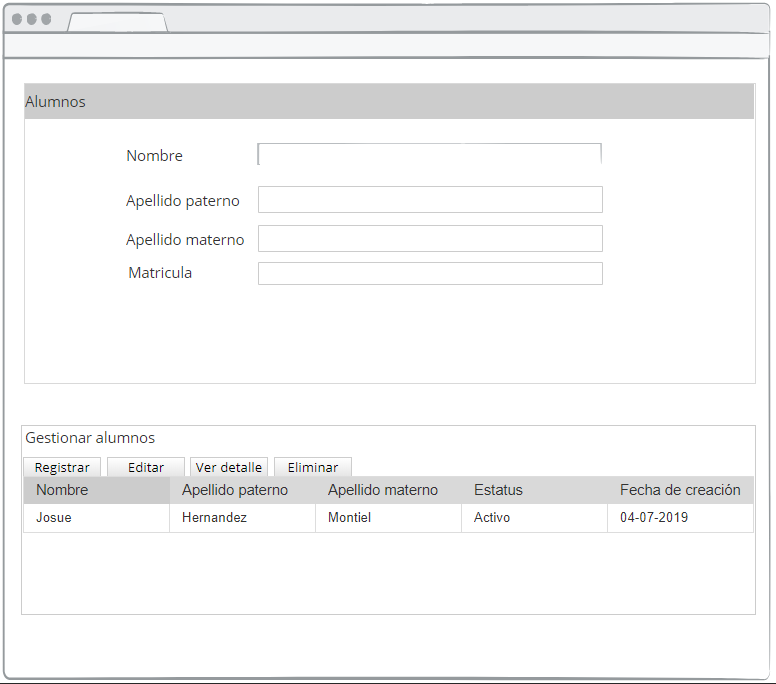 Alumnos
Nombre
Apellido paterno
Apellido materno
Matricula
Gestionar alumnos
Registrar Editar Ver detalle Eliminar
Nombre Apellido paterno Apellido materno Estatus Fecha de creación
Josue Hernandez Montiel Activo 04-07-2019